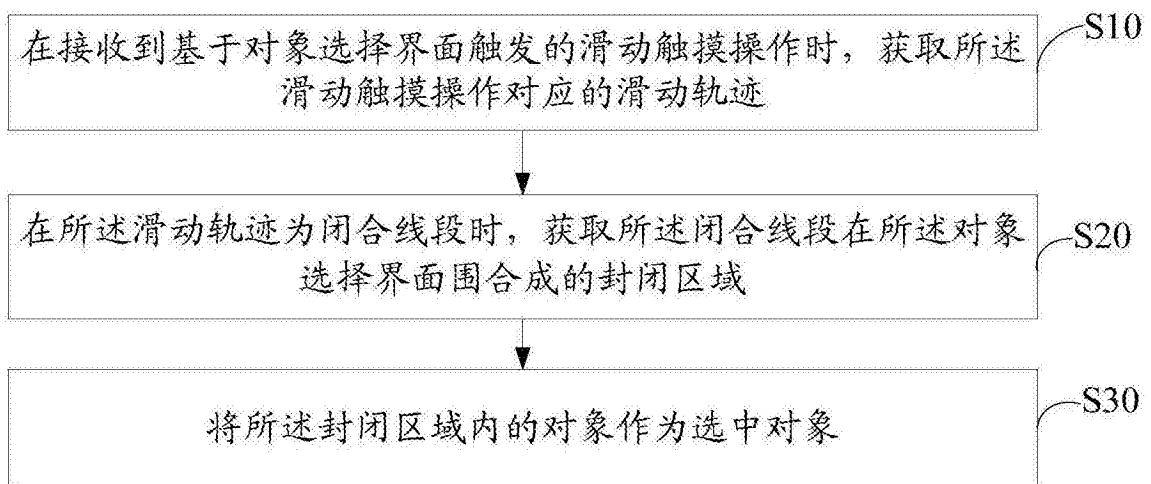 在接收到基于对象选择界面触发的滑动触摸操作时，获取所述
滑动触摸操作对应的滑动轨迹
S10
在所述滑动轨迹为闭合线段时，获取所述闭合线段在所述对象
选择界面围合成的封闭区域
S20
将所述封闭区域内的对象作为选中对象
S30